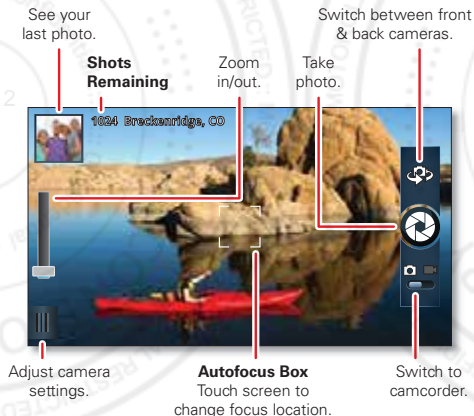 See your
last photo.
Shots
Remaining
Zoom
in/out.
Take
photo.
Switch between front
& back cameras.
2
1024 Breckenridge, CO
Adjust camera
settings.
Autofocus Box
Touch screen to
change focus location.
Switch to
camcorder.